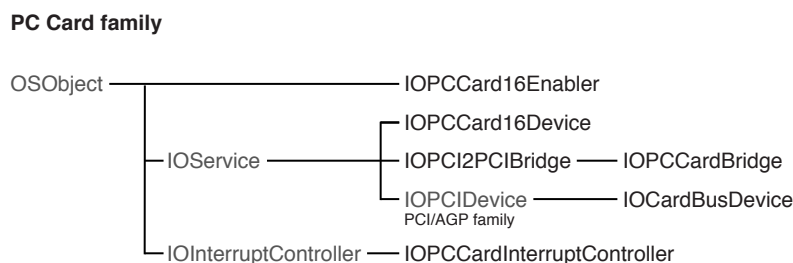 PC Card family
OSObject
IOPCCard16Enabler
IOPCCard16Device
IOService
IOPCI2PCIBridge
IOPCCardBridge
IOPCIDevice
IOCardBusDevice
PCI/AGP family
IOInterruptController
IOPCCardInterruptController